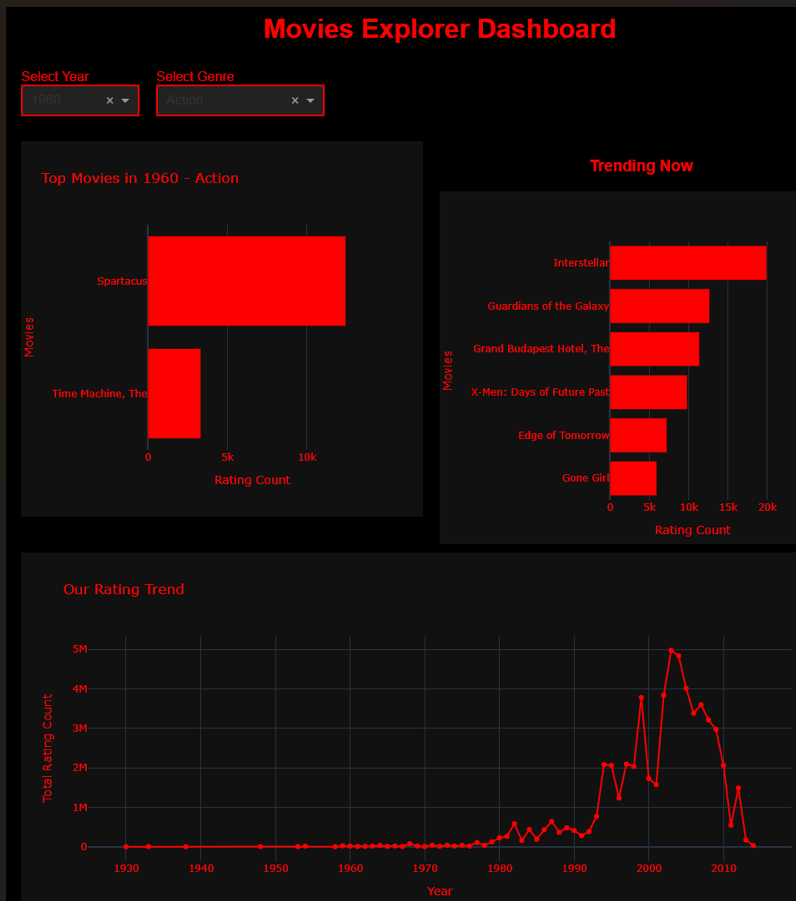 Movies Explorer Dashboard
Select Year
Select Genre
1960
Action
Top Movies in 1960 - Action
Movies
Spartacus
Time Machine, The
0 5k 10k
Rating Count
Trending Now
Movies
Interstellar
Guardians of the Galaxy
Grand Budapest Hotel, The
X-Men: Days of Future Past
Edge of Tomorrow
Gone Girl
0 5k 10k 15k 20k
Rating Count
Our Rating Trend
Total Rating Count
5M
4M
3M
2M
1M
0
1930 1940 1950 1960 1970 1980 1990 2000 2010
Year